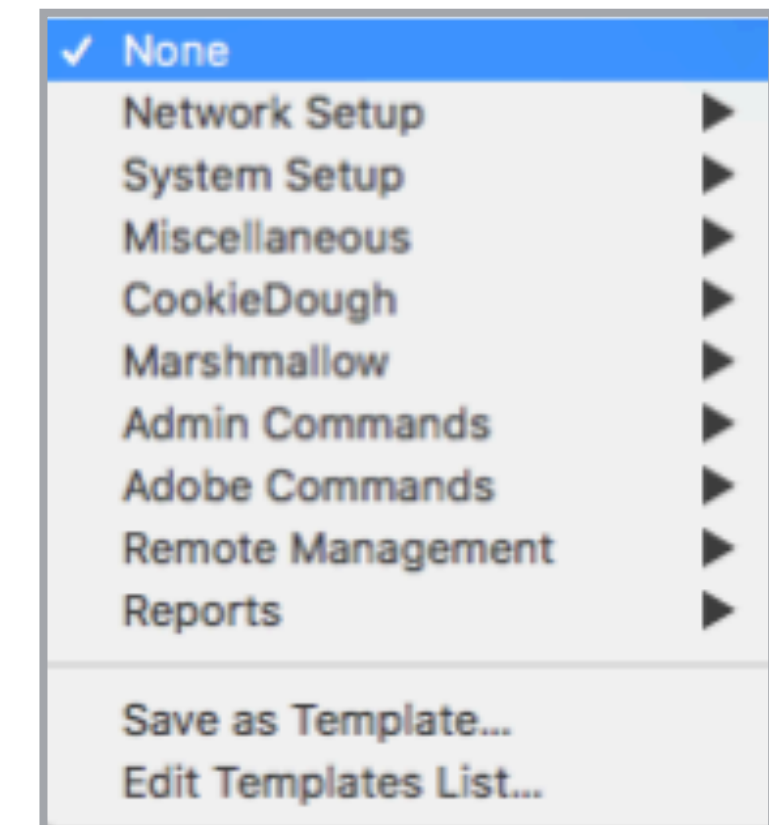 ✓ None
Network Setup
System Setup
Miscellaneous
CookieDough
Marshmallow
Admin Commands
Adobe Commands
Remote Management
Reports
Save as Template...
Edit Templates List...